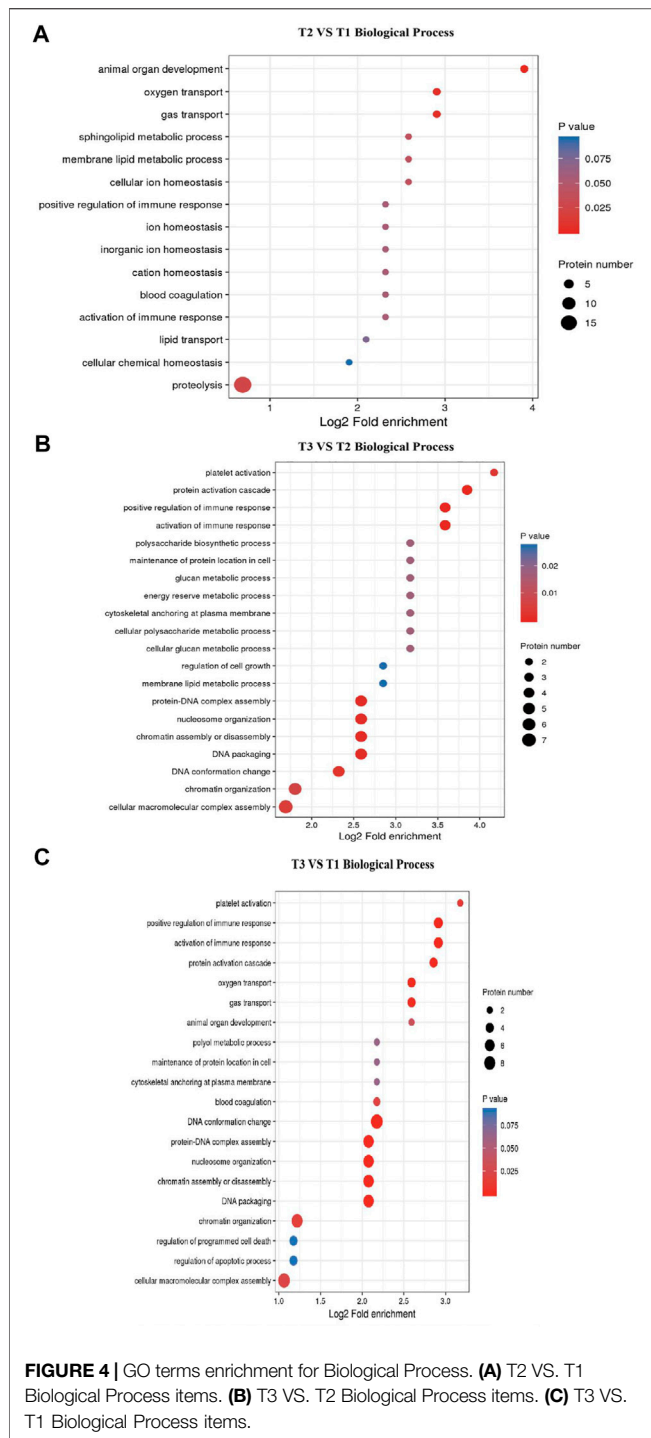 A
T2 VS T1 Biological Process
animal organ development
oxygen transport
gas transport
sphingolipid metabolic process
membrane lipid metabolic process
cellular ion homeostasis
positive regulation of immune response
ion homeostasis
inorganic ion homeostasis
cation homeostasis
blood coagulation
activation of immune response
lipid transport
cellular chemical homeostasis
proteolysis
1 2 3 4
Log2 Fold enrichment
P value
0.075
0.050
0.025
Protein number
5
10
15
B
T3 VS T2 Biological Process
platelet activation
protein activation cascade
positive regulation of immune response
activation of immune response
polysaccharide biosynthetic process
maintenance of protein location in cell
glucan metabolic process
energy reserve metabolic process
cytoskeletal anchoring at plasma membrane
cellular polysaccharide metabolic process
cellular glucan metabolic process
regulation of cell growth
membrane lipid metabolic process
protein-DNA complex assembly
nucleosome organization
chromatin assembly or disassembly
DNA packaging
DNA conformation change
chromatin organization
cellular macromolecular complex assembly
2.0 2.5 3.0 3.5 4.0
Log2 Fold enrichment
P value
0.02
0.01
Protein number
2
3
4
5
6
7
C
T3 VS T1 Biological Process
platelet activation
positive regulation of immune response
activation of immune response
protein activation cascade
oxygen transport
gas transport
animal organ development
polyol metabolic process
maintenance of protein location in cell
cytoskeletal anchoring at plasma membrane
blood coagulation
DNA conformation change
protein-DNA complex assembly
nucleosome organization
chromatin assembly or disassembly
DNA packaging
chromatin organization
regulation of programmed cell death
regulation of apoptotic process
cellular macromolecular complex assembly
1.0 1.5 2.0 2.5 3.0
Log2 Fold enrichment
Protein number
2
4
6
8
P value
0.075
0.050
0.025
FIGURE 4 | GO terms enrichment for Biological Process. (A) T2 VS. T1
Biological Process items. (B) T3 VS. T2 Biological Process items. (C) T3 VS.
T1 Biological Process items.